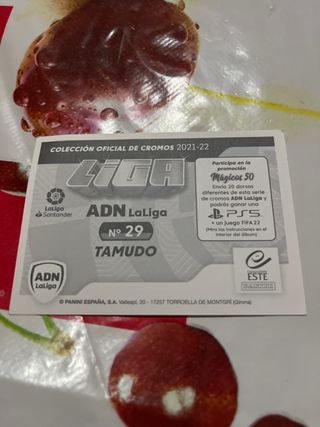 COLECCIÓN OFICIAL DE CROMOS 2021-22
LIGA
LaLiga
Santander
ADN LaLiga
Nº 29
TAMUDO
ADN
LaLiga
Participa en la
promoción
Mágicos 50
Envía 20 dorsos
diferentes de esta serie
de cromos ADN LaLiga y
podrás ganar una
PS5
+ un juego FIFA 22
(Mira las instrucciones en el
interior del álbum)
ESTE
PANINI
© PANINI ESPAÑA, S.A. Vallespí, 20 - 17257 TORROELLA DE MONTGRÍ (Girona)